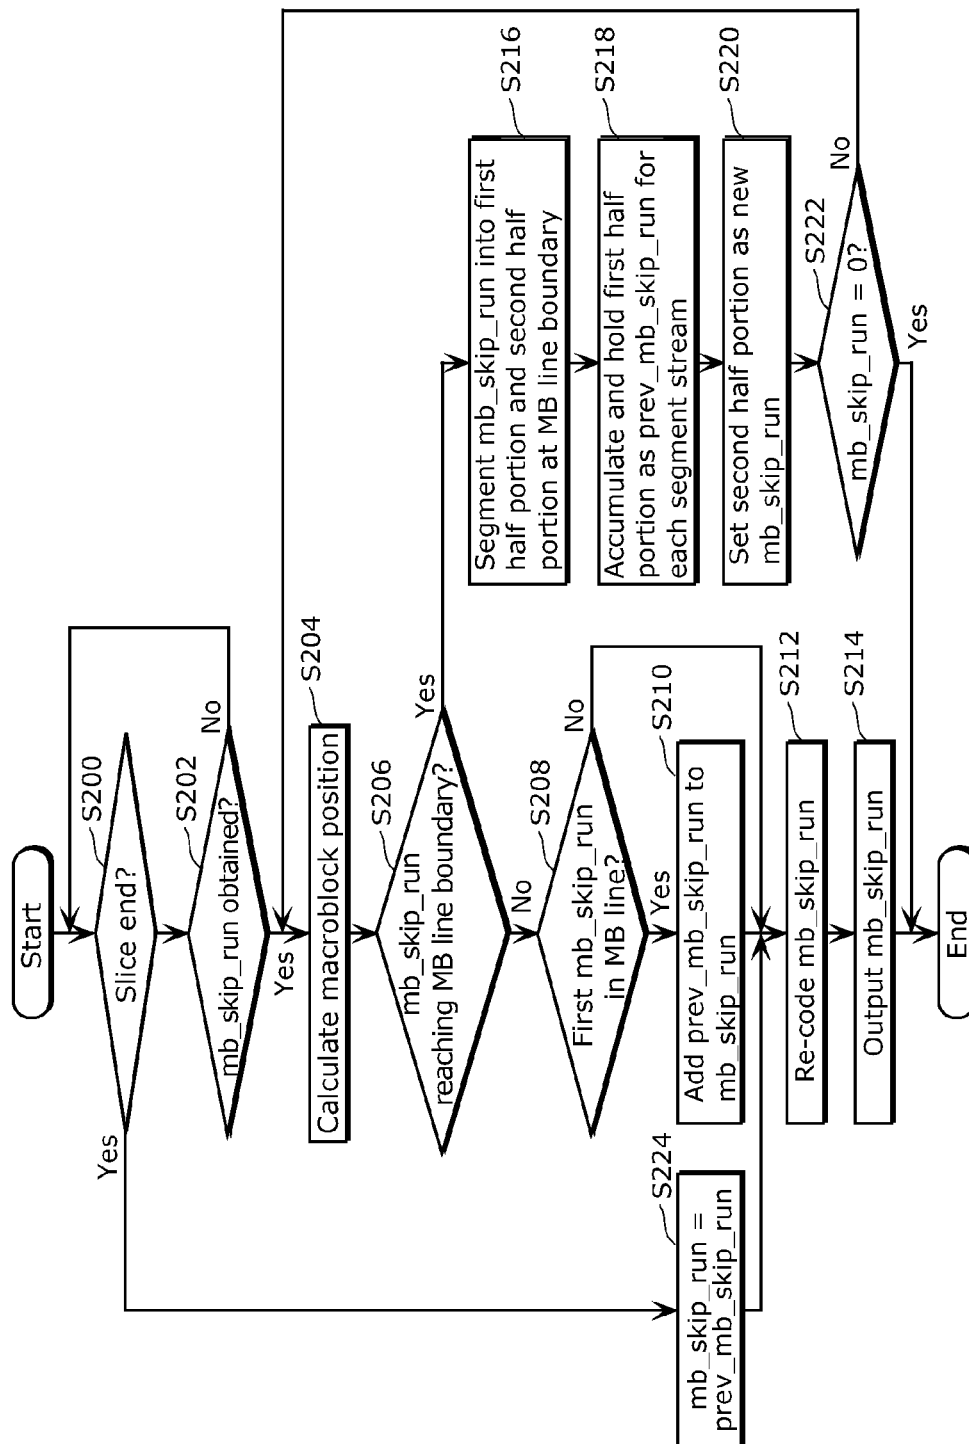 Start
Slice end?
S200
Yes
mb_skip_run obtained?
S202
No
Yes
Calculate macroblock position
S204
mb_skip_run
reaching MB line boundary?
S206
Yes
No
First mb_skip_run
in MB line?
S208
No
Yes
Add prev_mb_skip_run to
mb_skip_run
S210
Re-code mb_skip_run
S212
Output mb_skip_run
S214
End
Segment mb_skip_run into first
half portion and second half
portion at MB line boundary
S216
Accumulate and hold first half
portion as prev_mb_skip_run for
each segment stream
S218
Set second half portion as new
mb_skip_run
S220
mb_skip_run = 0?
S222
No
Yes
mb_skip_run =
prev_mb_skip_run
S224